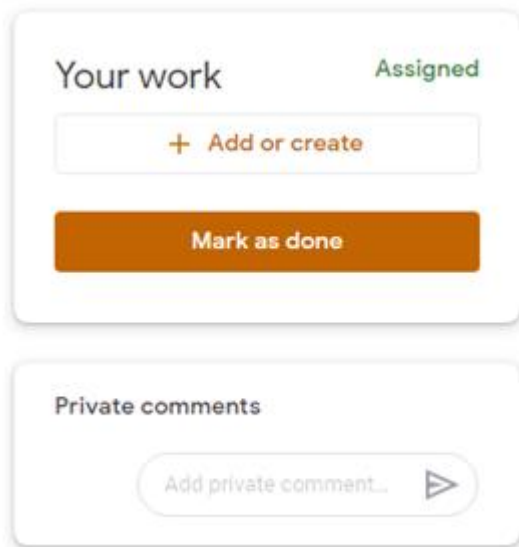 Your work
Assigned
+ Add or create
Mark as done
Private comments
Add private comment...